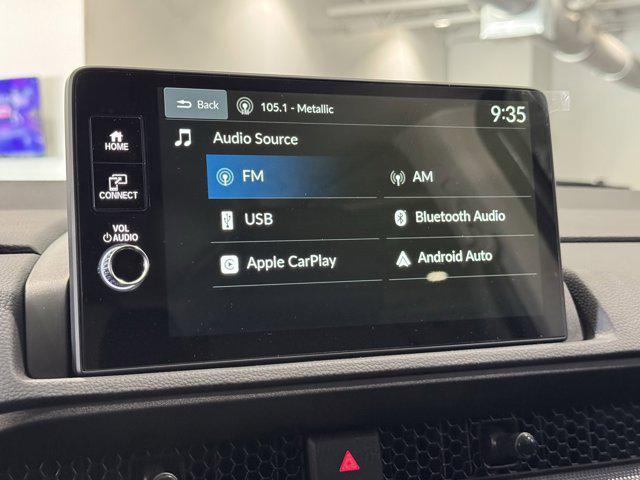 Back
105.1 - Metallic
9:35
Audio Source
FM
AM
USB
Bluetooth Audio
Apple CarPlay
Android Auto
HOME
CONNECT
VOL
AUDIO